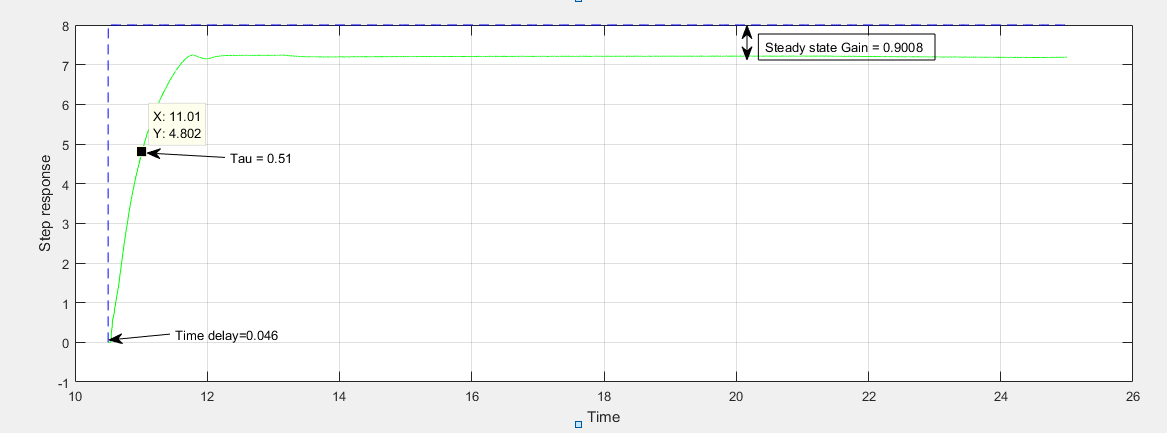 8
Steady state Gain = 0.9008
7
6
X: 11.01
Y: 4.802
5
Tau = 0.51
4
Step response
3
2
1
Time delay=0.046
0
-1
10 12 14 16 18 20 22 24 26
Time